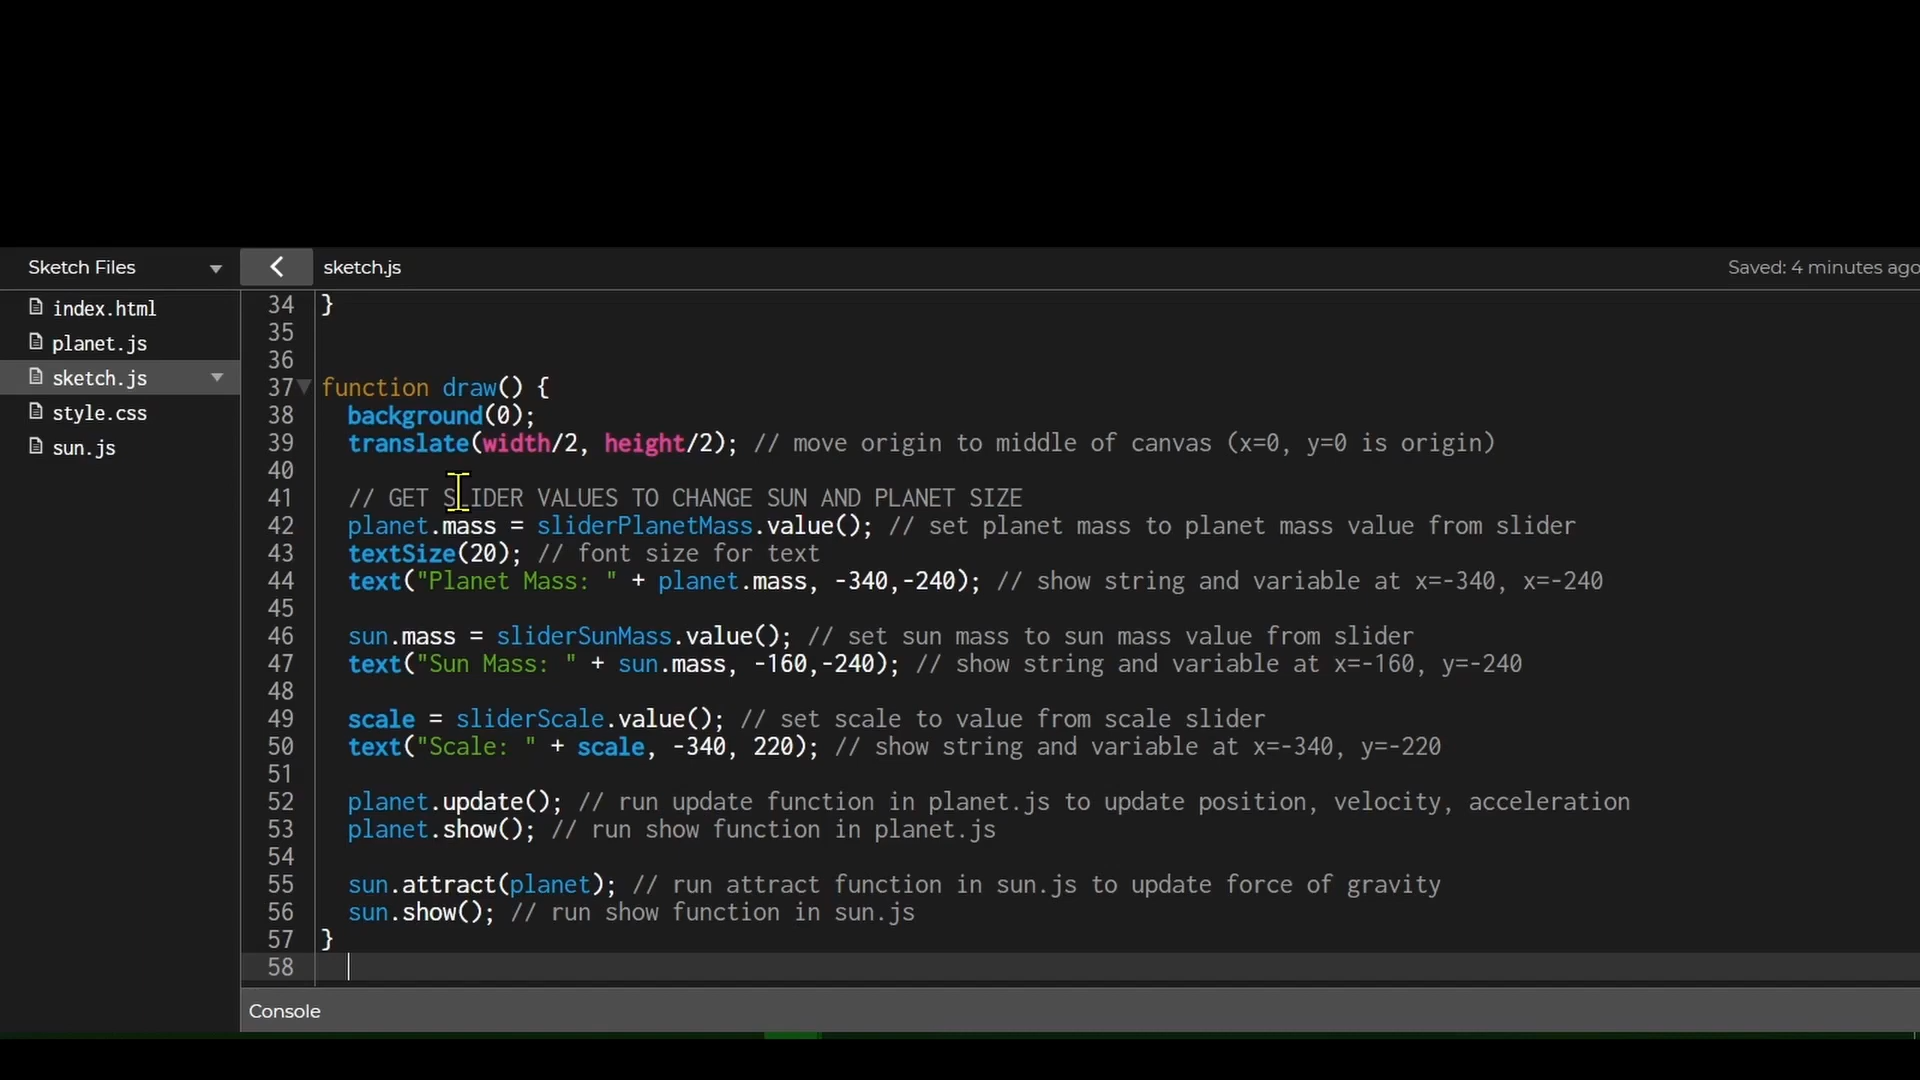 Sketch Files
sketch.js
Saved: 4 minutes ago
index.html
planet.js
sketch.js
style.css
sun.js
34 }
35
36
37 function draw() {
38 background(0);
39 translate(width/2, height/2); // move origin to middle of canvas (x=0, y=0 is origin)
40
41 // GET SLIDER VALUES TO CHANGE SUN AND PLANET SIZE
42 planet.mass = sliderPlanetMass.value(); // set planet mass to planet mass value from slider
43 textSize(20); // font size for text
44 text("Planet Mass: " + planet.mass, -340,-240); // show string and variable at x=-340, x=-240
45
46 sun.mass = sliderSunMass.value(); // set sun mass to sun mass value from slider
47 text("Sun Mass: " + sun.mass, -160,-240); // show string and variable at x=-160, y=-240
48
49 scale = sliderScale.value(); // set scale to value from scale slider
50 text("Scale: " + scale, -340, 220); // show string and variable at x=-340, y=-220
51
52 planet.update(); // run update function in planet.js to update position, velocity, acceleration
53 planet.show(); // run show function in planet.js
54
55 sun.attract(planet); // run attract function in sun.js to update force of gravity
56 sun.show(); // run show function in sun.js
57 }
58
Console